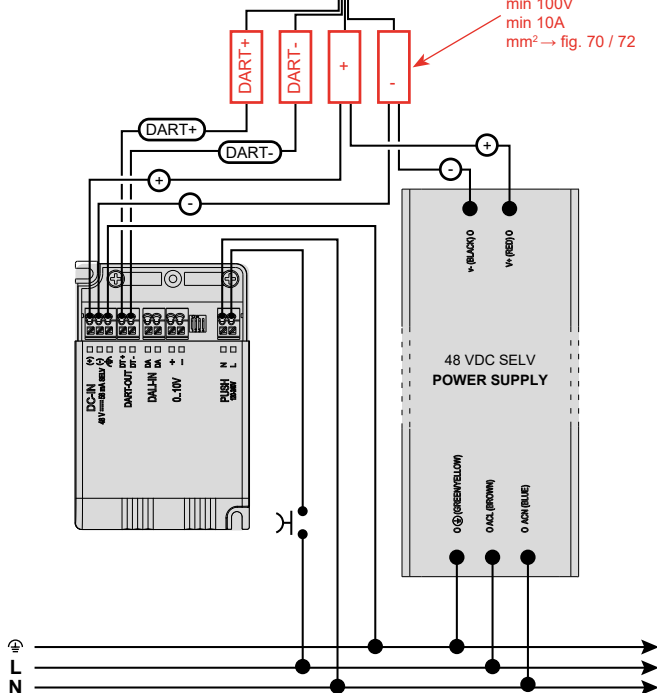 min 100V
min 10A
mm² → fig. 70 / 72
DART+
DART-
+
-
DART+
DART-
+
-
+
-
v- (BLACK) O
V+ (RED) O
(+)
(-)
DC-IN
48 V 50 mA SELV
DT+
DT-
DART-OUT
DA
DA
DALI-IN
+
-
0..10V
N
L
PUSH
48 VDC SELV
POWER SUPPLY
O (GREEN/YELLOW)
O ACL (BROWN)
O ACN (BLUE)
L
N